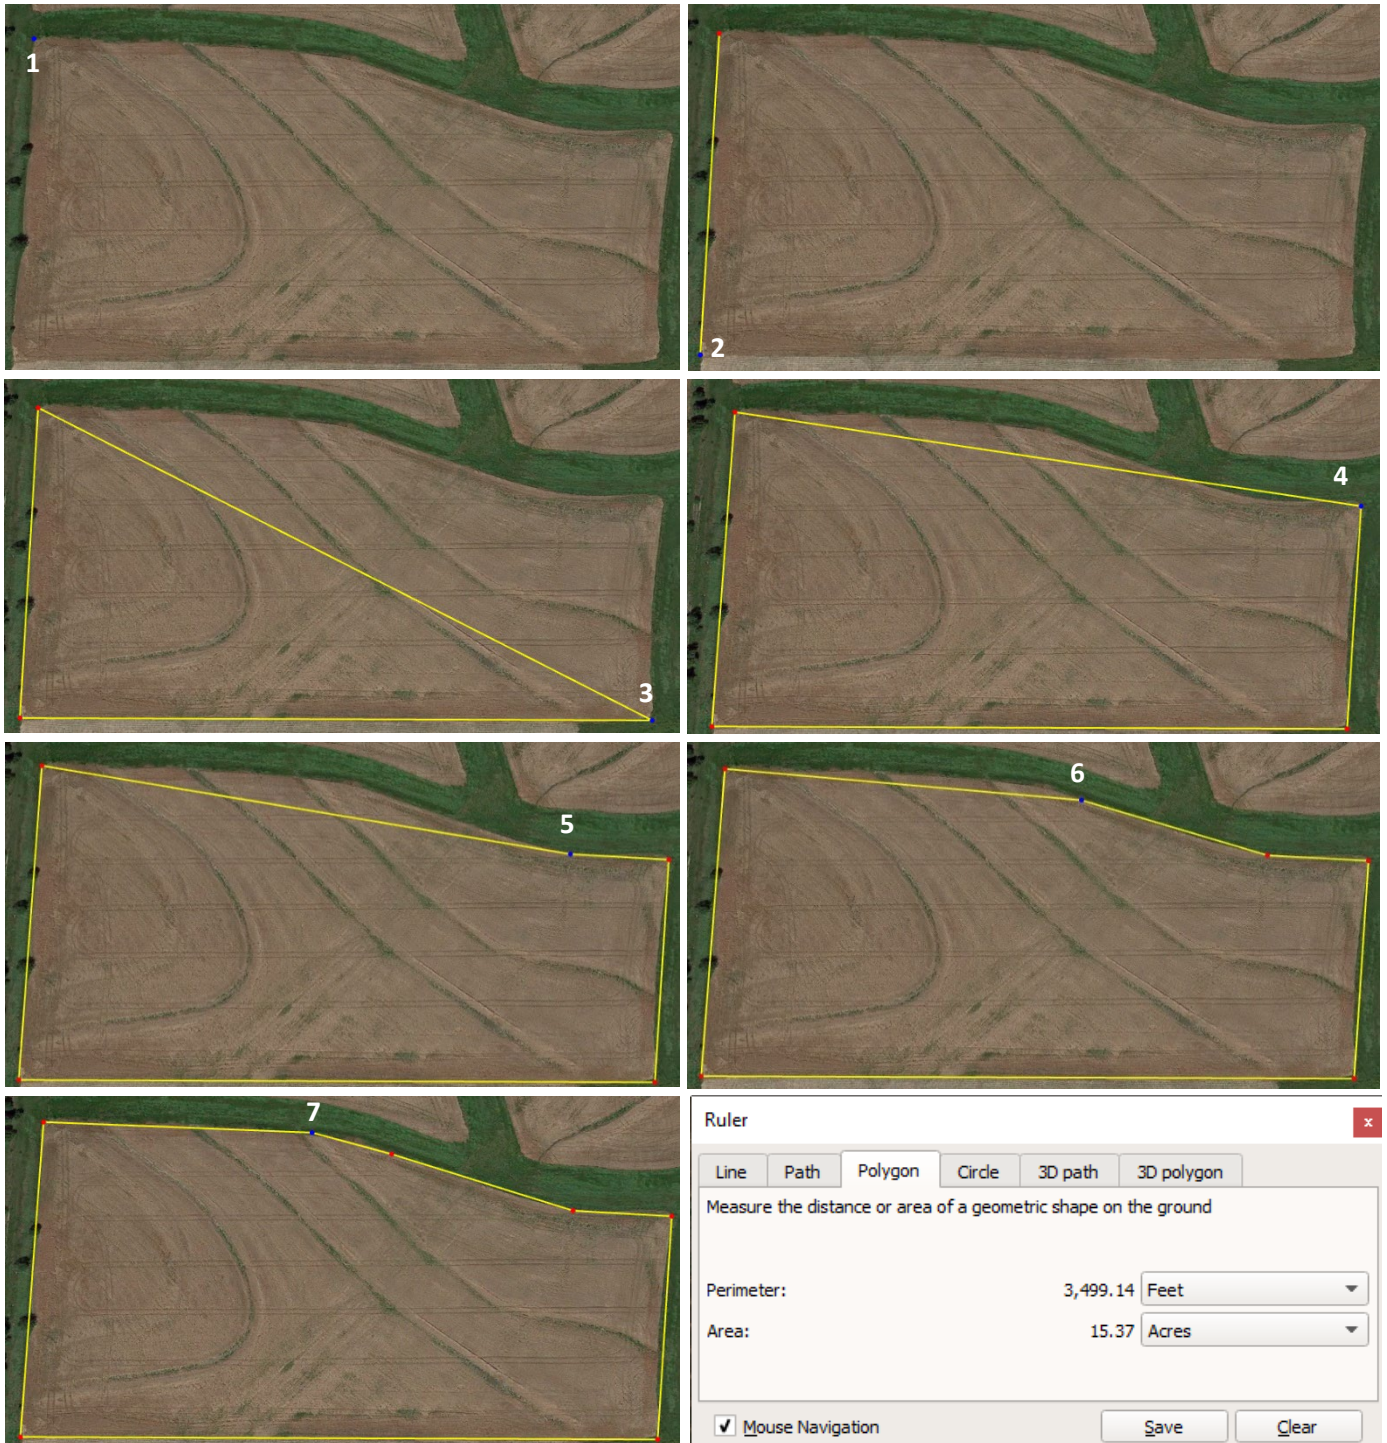 1
2
3
4
5
6
7
Ruler
x
Line Path Polygon Circle 3D path 3D polygon
Measure the distance or area of a geometric shape on the ground
Perimeter: 3,499.14 Feet
Area: 15.37 Acres
Mouse Navigation Save Clear